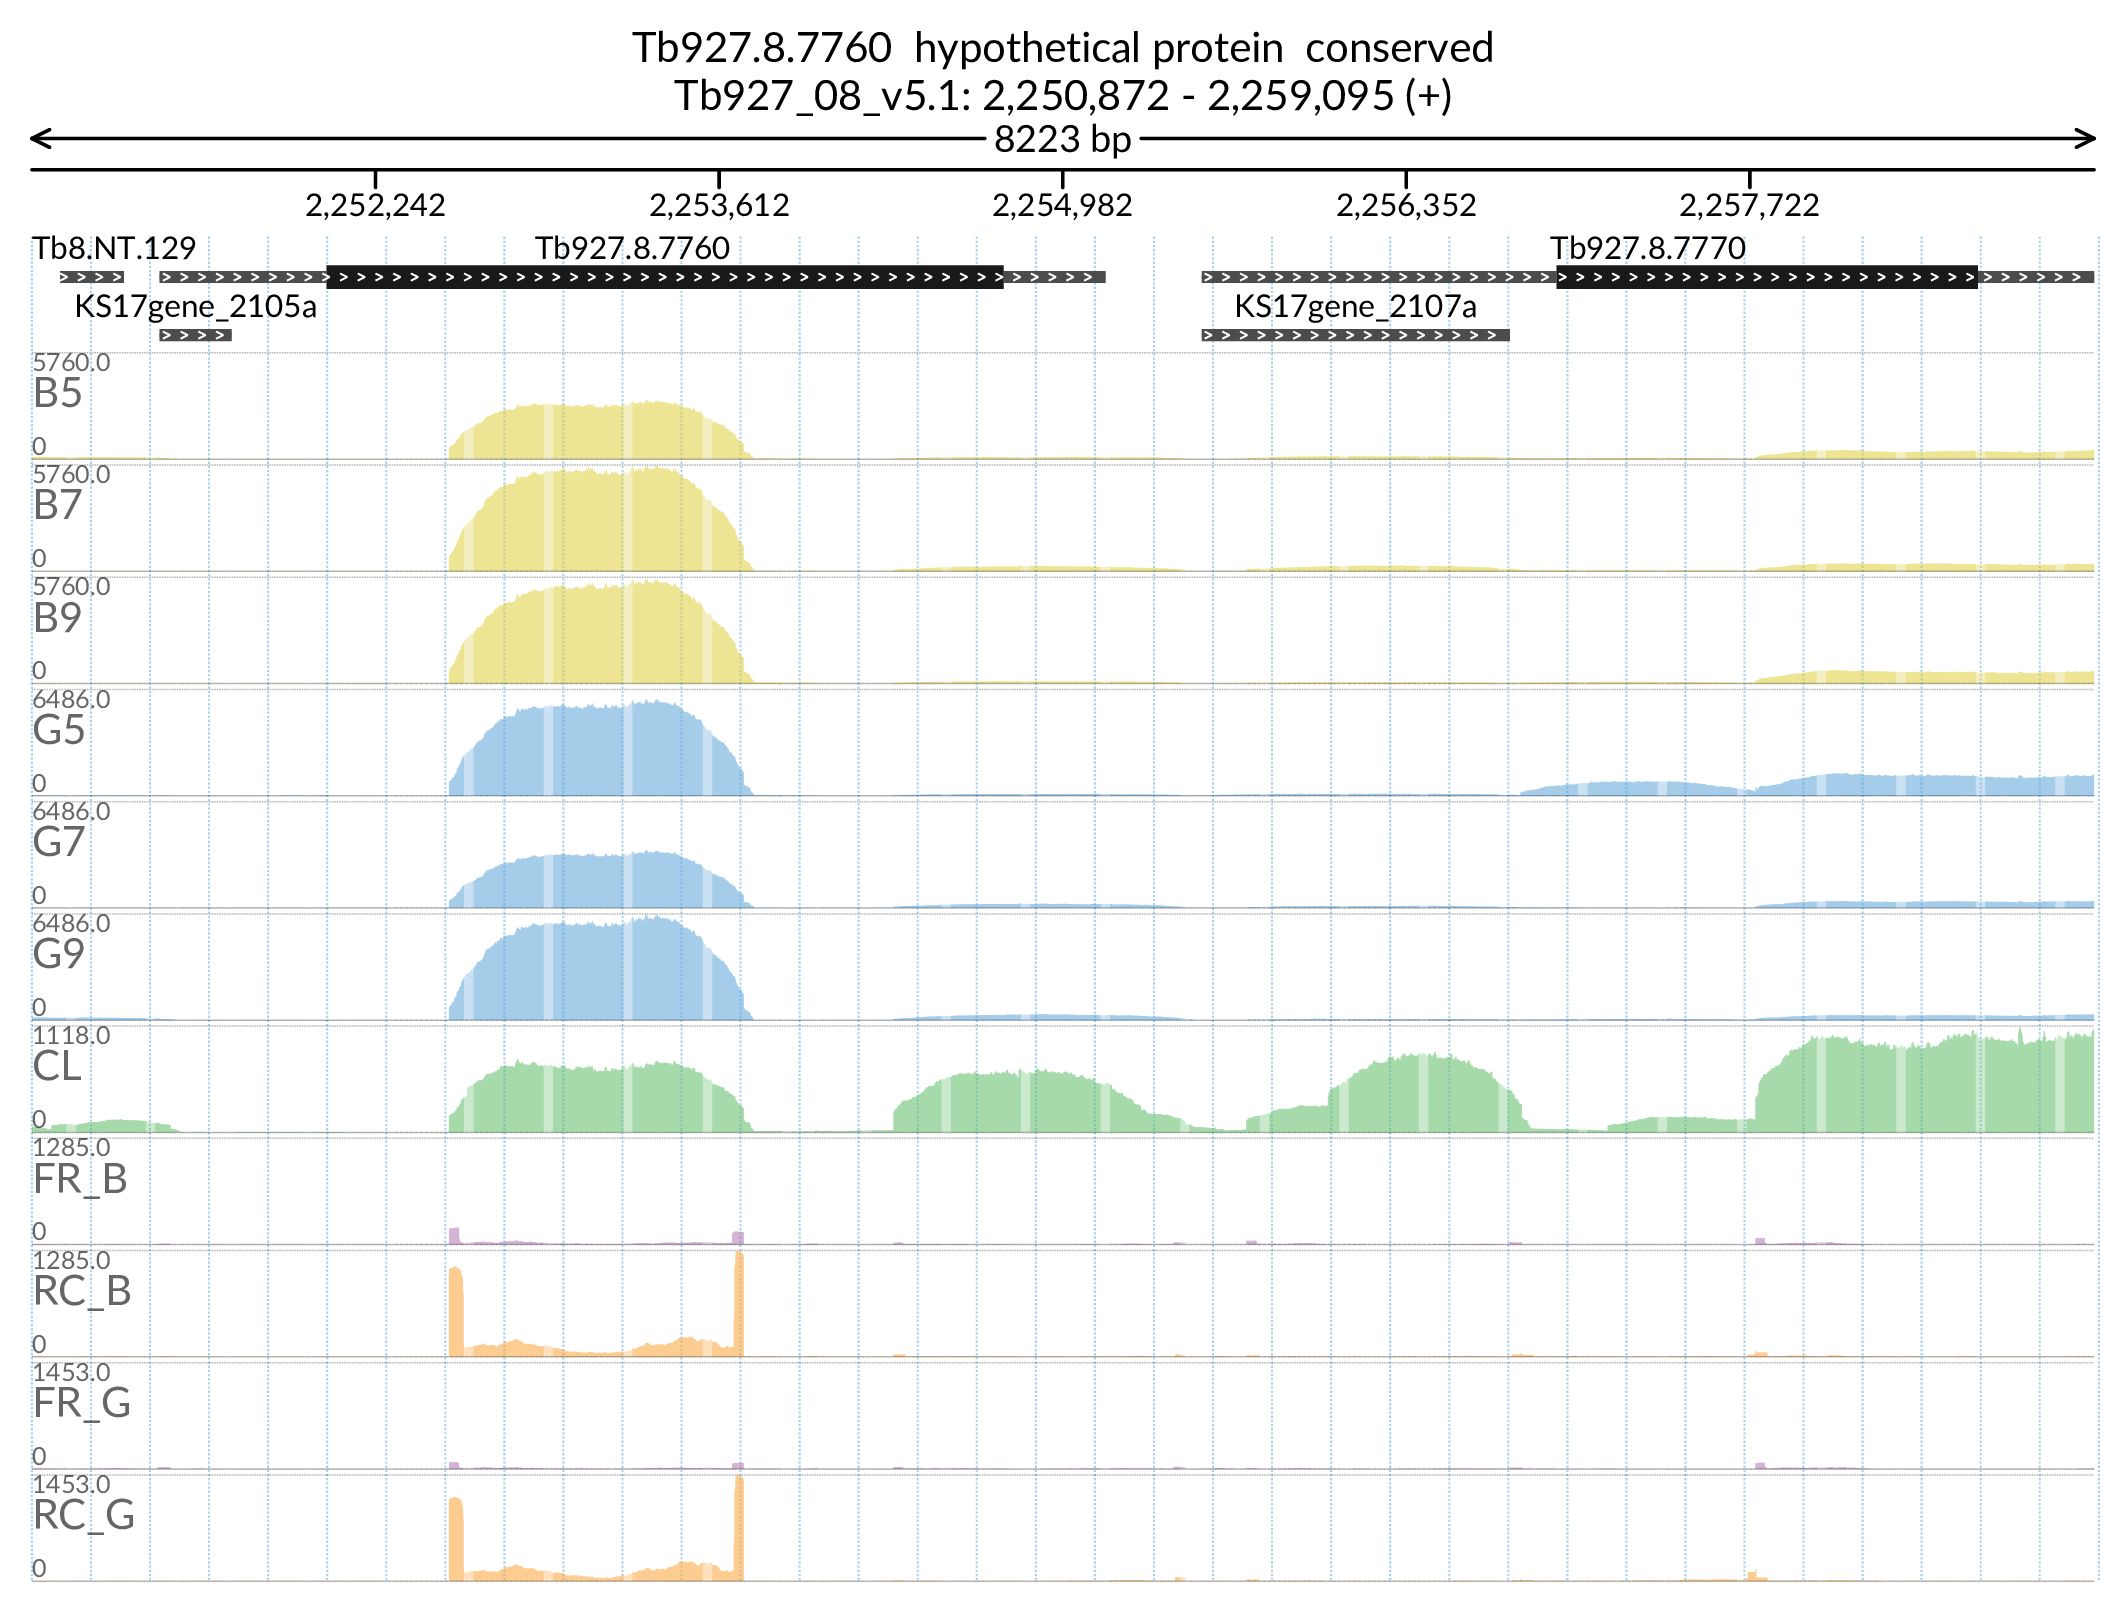 Tb927.8.7760  hypothetical protein  conserved
Tb927_08_v5.1: 2,250,872 - 2,259,095 (+)
8223 bp
2,252,242 2,253,612 2,254,982 2,256,352 2,257,722
Tb8.NT.129 Tb927.8.7760 Tb927.8.7770
KS17gene_2105a KS17gene_2107a
5760.0
B5
0
5760.0
B7
0
5760.0
B9
0
6486.0
G5
0
6486.0
G7
0
6486.0
G9
0
1118.0
CL
0
1285.0
FR_B
0
1285.0
RC_B
0
1453.0
FR_G
0
1453.0
RC_G
0